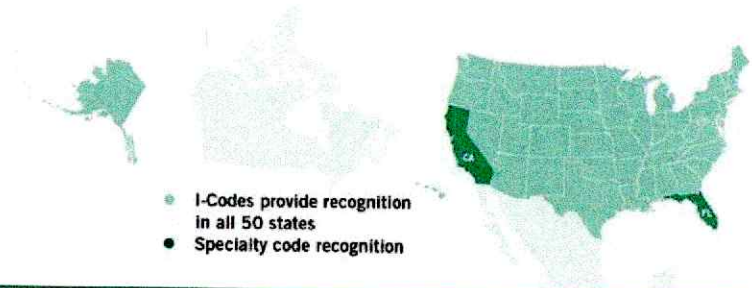 CA
FL
I-Codes provide recognition
in all 50 states
Specialty code recognition